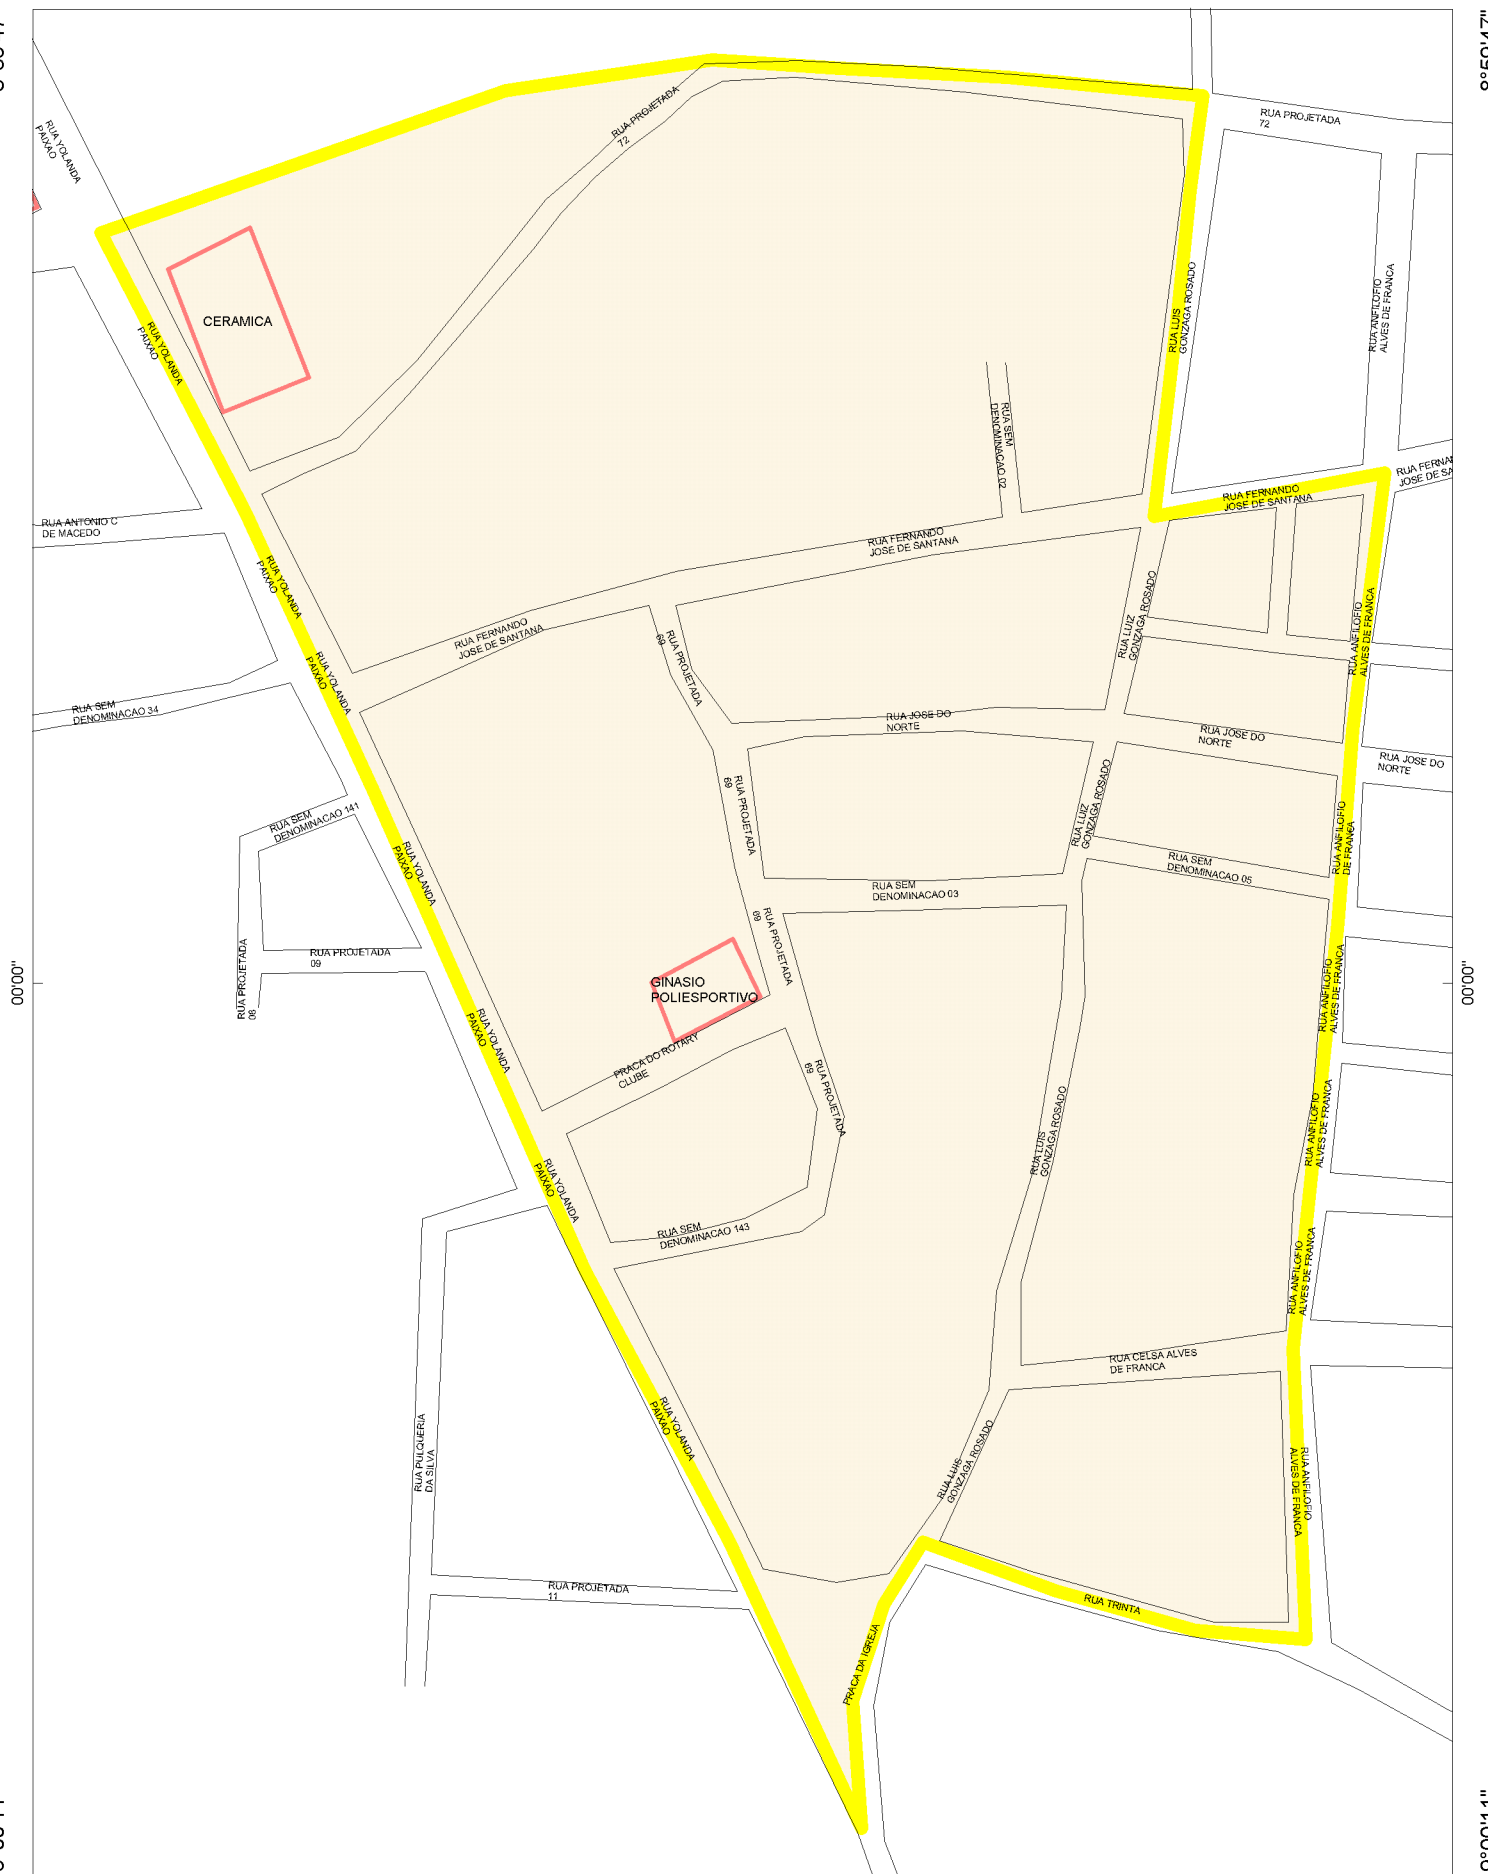 8°59'47"
RUA PROJETADA
72
RUA PROJETADA
72
RUA YOLANDA
PAIXAO
CERAMICA
RUA YOLANDA
PAIXAO
RUA LUIS
GONZAGA ROSADO
RUA ANFILOFIO
ALVES DE FRANCA
RUA SEM
DENOMINACAO 02
RUA FERNANDO
JOSE DE SANTANA
RUA ANTONIO C
DE MACEDO
RUA FERNANDO
JOSE DE SANTANA
RUA YOLANDA
PAIXAO
RUA LUIZ
GONZAGA ROSADO
RUA ANFILOFIO
ALVES DE FRANCA
RUA FERNANDO
JOSE DE SANTANA
RUA PROJETADA
69
RUA YOLANDA
PAIXAO
RUA SEM
DENOMINACAO 34
RUA JOSE DO
NORTE
RUA JOSE DO
NORTE
RUA JOSE DO
NORTE
RUA SEM
DENOMINACAO 141
RUA PROJETADA
69
RUA LUIZ
GONZAGA ROSADO
RUA ANFILOFIO
DE FRANCA
RUA YOLANDA
PAIXAO
RUA SEM
DENOMINACAO 03
RUA SEM
DENOMINACAO 05
RUA PROJETADA
69
RUA PROJETADA
09
RUA PROJETADA
08
GINASIO
POLIESPORTIVO
00'00"
00'00"
RUA ANFILOFIO
ALVES DE FRANCA
RUA YOLANDA
PAIXAO
PRACA DO ROTARY
CLUBE
RUA PROJETADA
69
RUA LUIS
GONZAGA ROSADO
RUA ANFILOFIO
ALVES DE FRANCA
RUA YOLANDA
PAIXAO
RUA SEM
DENOMINACAO 143
RUA ANFILOFIO
ALVES DE FRANCA
RUA CELSA ALVES
DE FRANCA
RUA YOLANDA
PAIXAO
RUA PULQUERIA
DA SILVA
RUA LUIS
GONZAGA ROSADO
RUA ANFILOFIO
ALVES DE FRANCA
RUA PROJETADA
11
RUA TRINTA
PRACA DA IGREJA